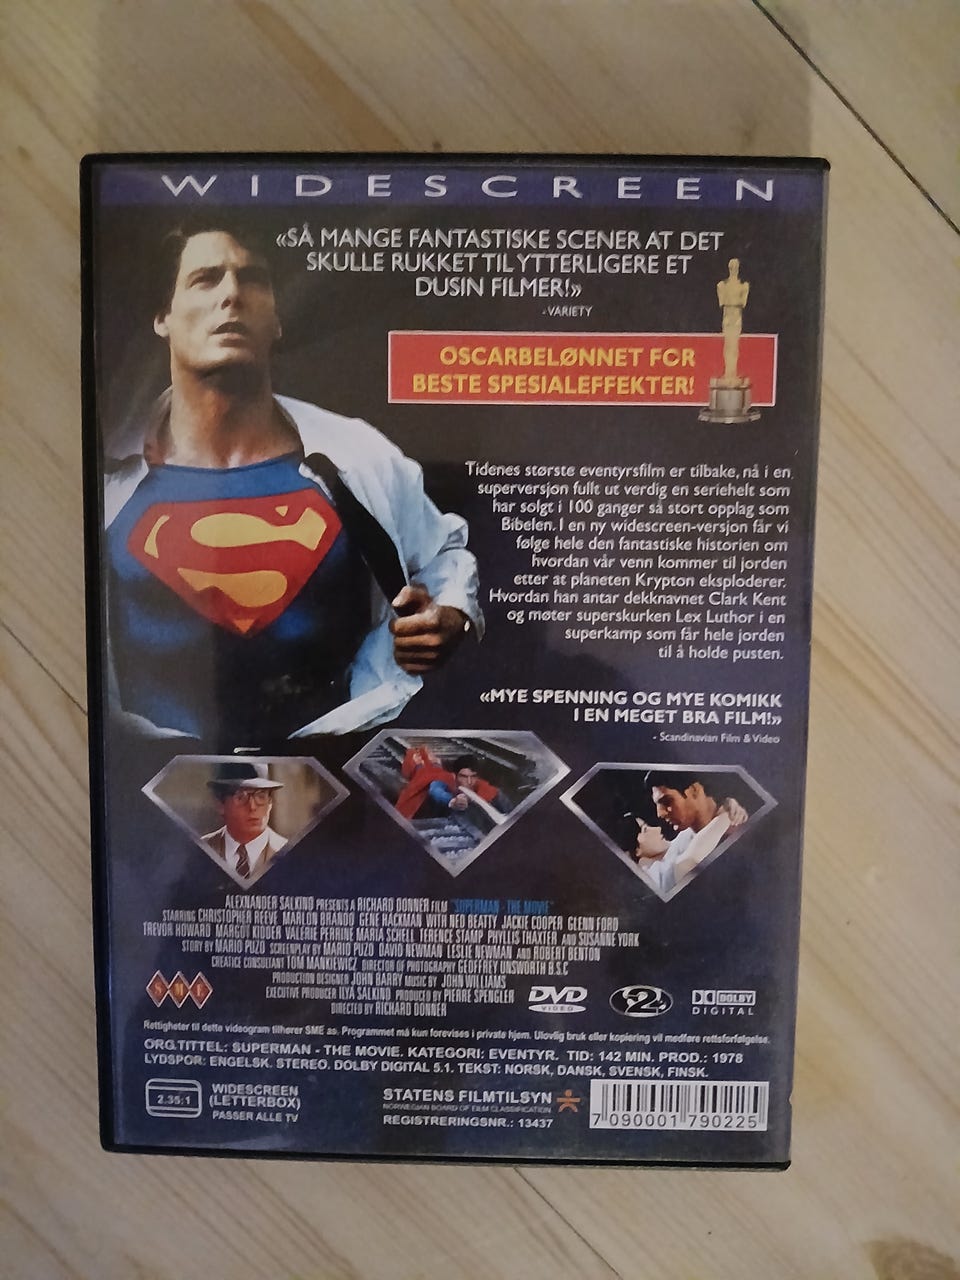 WIDESCREEN
«SÅ MANGE FANTASTISKE SCENER AT DET
SKULLE RUKKET TIL YTTERLIGERE ET
DUSIN FILMER!»
- VARIETY
OSCARBELØNNET FOR
BESTE SPESIALEFFEKTER!
Tidenes største eventyrsfilm er tilbake, nå i en
superversjon fullt ut verdig en seriehelt som
har solgt i 100 ganger så stort opplag som
Bibelen. I en ny widescreen-versjon får vi
følge hele den fantastiske historien om
hvordan vår venn kommer til jorden
etter at planeten Krypton eksploderer.
Hvordan han antar dekknavnet Clark Kent
og møter superskurken Lex Luthor i en
superkamp som får hele jorden
til å holde pusten.
«MYE SPENNING OG MYE KOMIKK
I EN MEGET BRA FILM!»
- Scandinavian Film & Video
ALEXNANDER SALKIND PRESENTS A RICHARD DONNER FILM "SUPERMAN - THE MOVIE"
STARRING CHRISTOPHER REEVE MARLON BRANDO GENE HACKMAN WITH NED BEATTY JACKIE COOPER GLENN FORD
TREVOR HOWARD MARGOT KIDDER VALERIE PERRINE MARIA SCHELL TERENCE STAMP PHYLLIS THAXTER AND SUSANNE YORK
STORY BY MARIO PUZO SCREENPLAY BY MARIO PUZO DAVID NEWMAN LESLIE NEWMAN AND ROBERT BENTON
CREATICE CONSULTANT TOM MANKIEWICZ DIRECTOR OF PHOTOGRAPHY GEOFFREY UNSWORTH B.S.C
PRODUCTION DESIGNER JOHN BARRY MUSIC BY JOHN WILLIAMS
EXECUTIVE PRODUCER ILYA SALKIND PRODUCED BY PIERRE SPENGLER
DIRECTED BY RICHARD DONNER
SME
DVD
VIDEO
2
DOLBY
DIGITAL
Rettigheter til dette videogram tilhører SME as. Programmet må kun forevises i private hjem. Ulovlig bruk eller kopiering vil medføre rettsforfølgelse.
ORG.TITTEL: SUPERMAN - THE MOVIE. KATEGORI: EVENTYR. TID: 142 MIN. PROD.: 1978
LYDSPOR: ENGELSK. STEREO. DOLBY DIGITAL 5.1. TEKST: NORSK, DANSK, SVENSK, FINSK.
2.35:1
WIDESCREEN
(LETTERBOX)
PASSER ALLE TV
STATENS FILMTILSYN
NORWEGIAN BOARD OF FILM CLASSIFICATION
REGISTRERINGSNR.: 13437
7 090001 790225